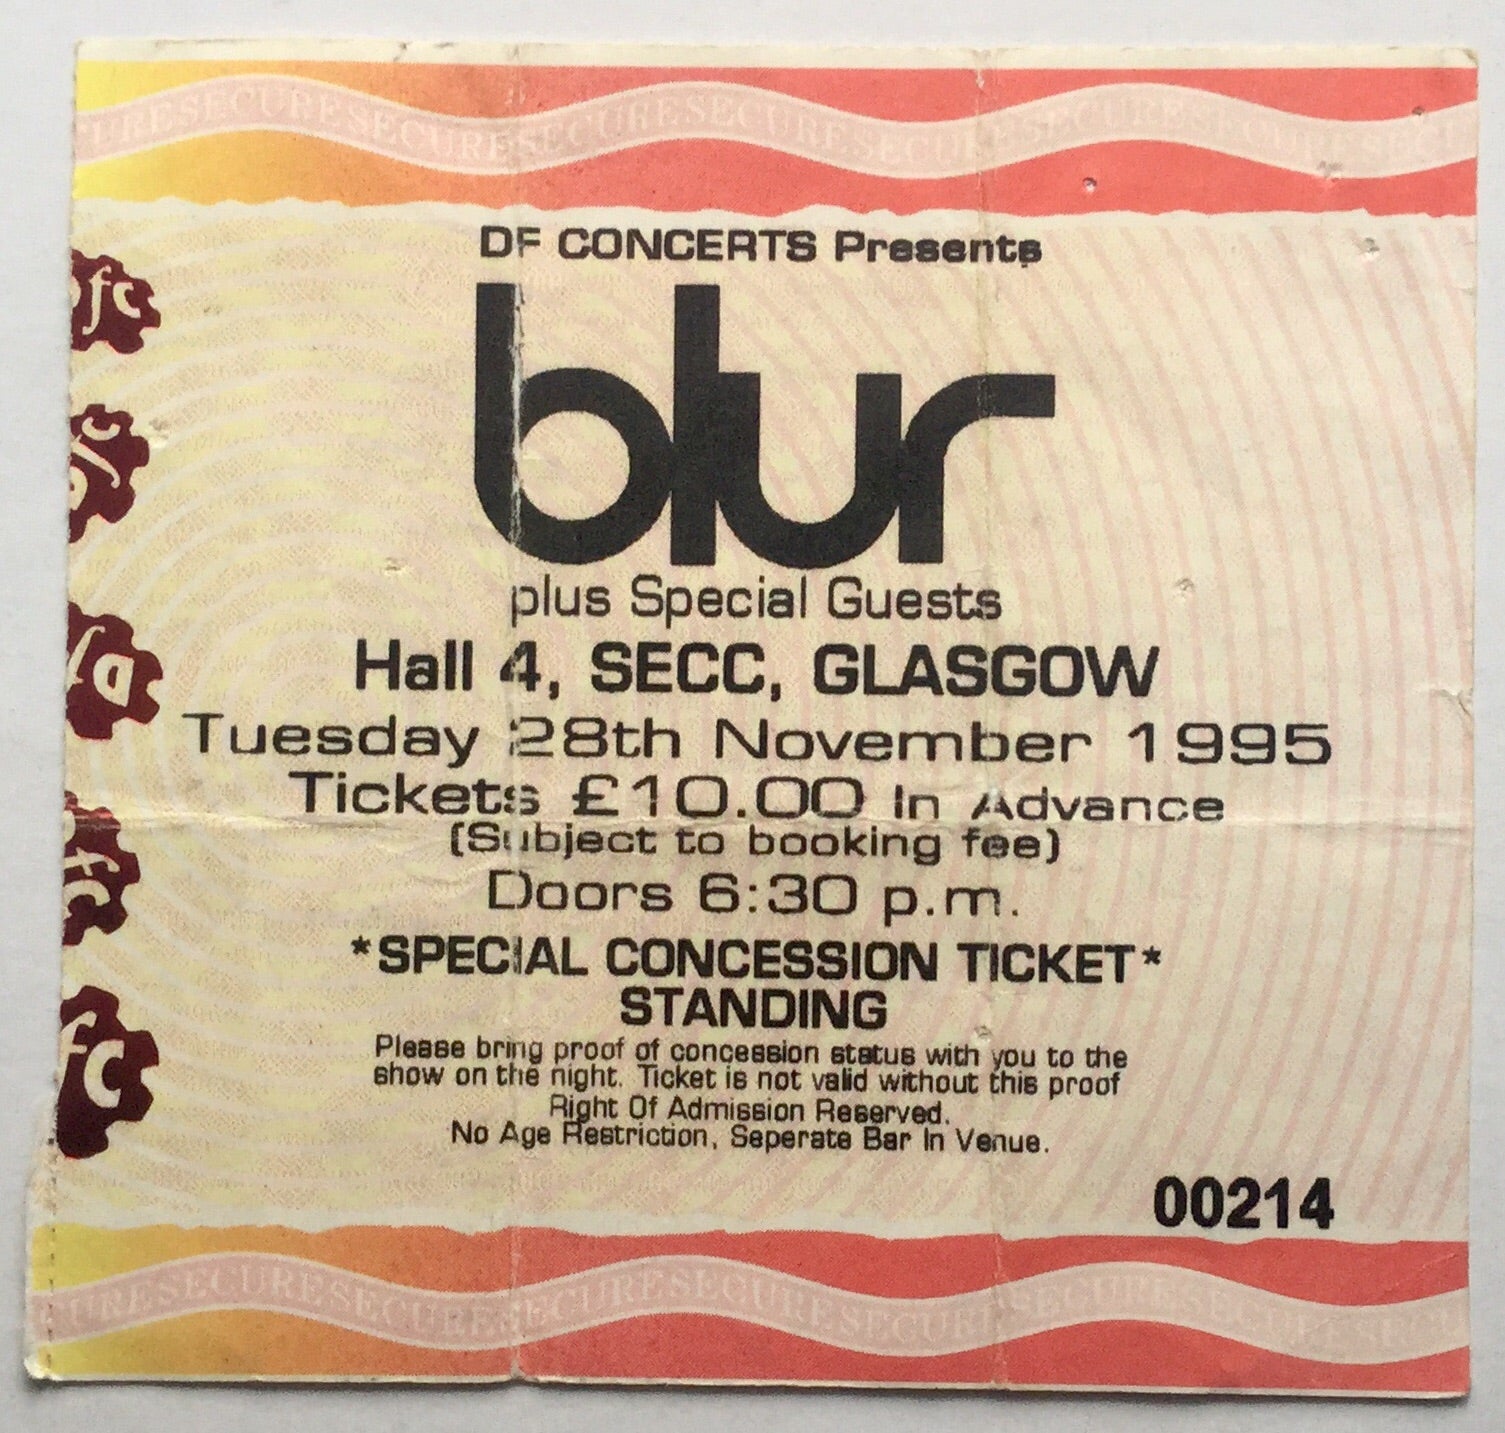 SECURESECURESECURESECURESECURESECURESECURE
DF CONCERTS Presents
blur
plus Special Guests
Hall 4, SECC, GLASGOW
Tuesday 28th November 1995
Tickets £10.00 In Advance
(Subject to booking fee)
Doors 6:30 p.m.
*SPECIAL CONCESSION TICKET*
STANDING
Please bring proof of concession status with you to the
show on the night. Ticket is not valid without this proof
Right Of Admission Reserved.
No Age Restriction, Seperate Bar In Venue.
00214
SECURESECURESECURESECURESECURESECURESECURE